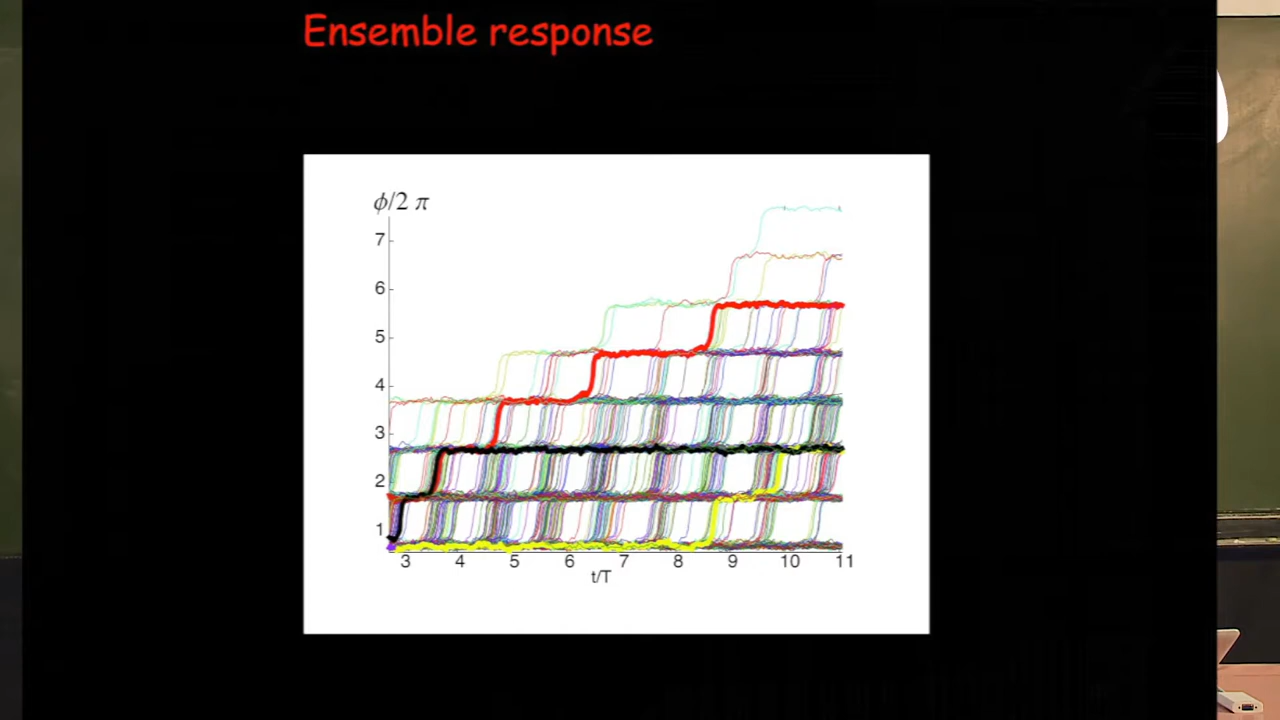 Ensemble response
ϕ/2 π
7
6
5
4
3
2
1
3 4 5 6 7 8 9 10 11
t/T